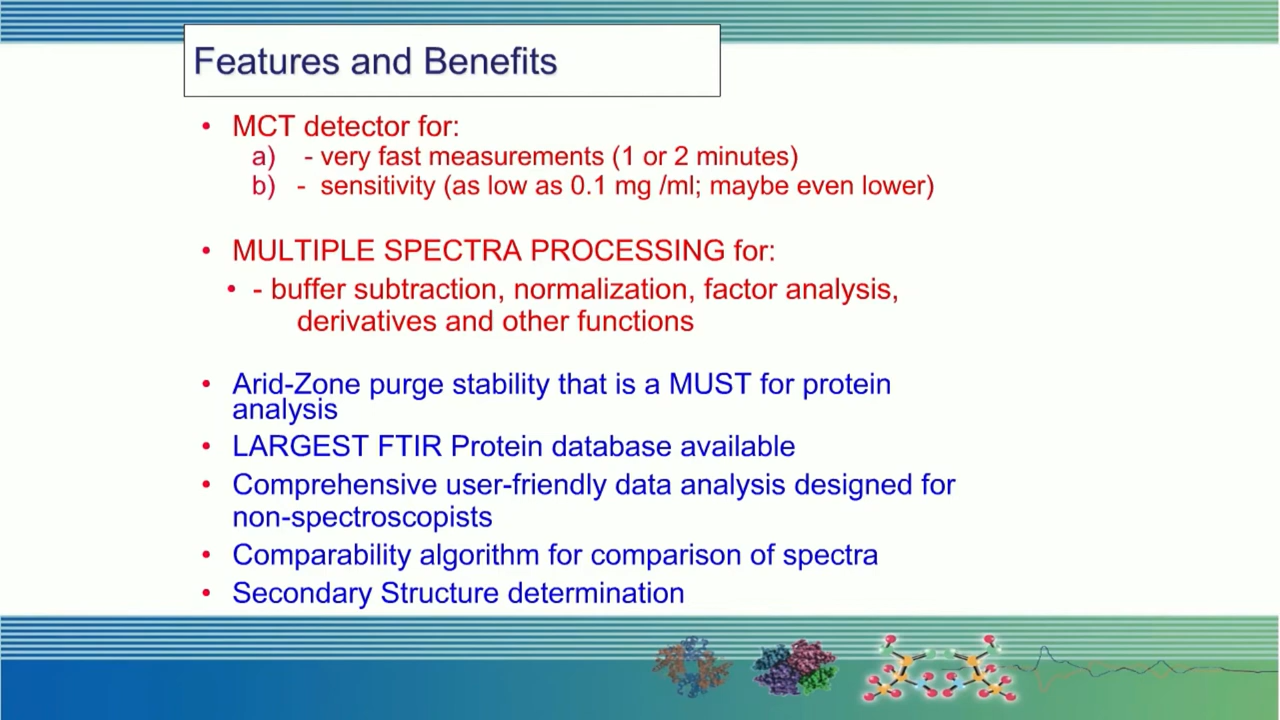 Features and Benefits
• MCT detector for:
a) - very fast measurements (1 or 2 minutes)
b) - sensitivity (as low as 0.1 mg /ml; maybe even lower)
• MULTIPLE SPECTRA PROCESSING for:
• - buffer subtraction, normalization, factor analysis,
derivatives and other functions
• Arid-Zone purge stability that is a MUST for protein
analysis
• LARGEST FTIR Protein database available
• Comprehensive user-friendly data analysis designed for
non-spectroscopists
• Comparability algorithm for comparison of spectra
• Secondary Structure determination